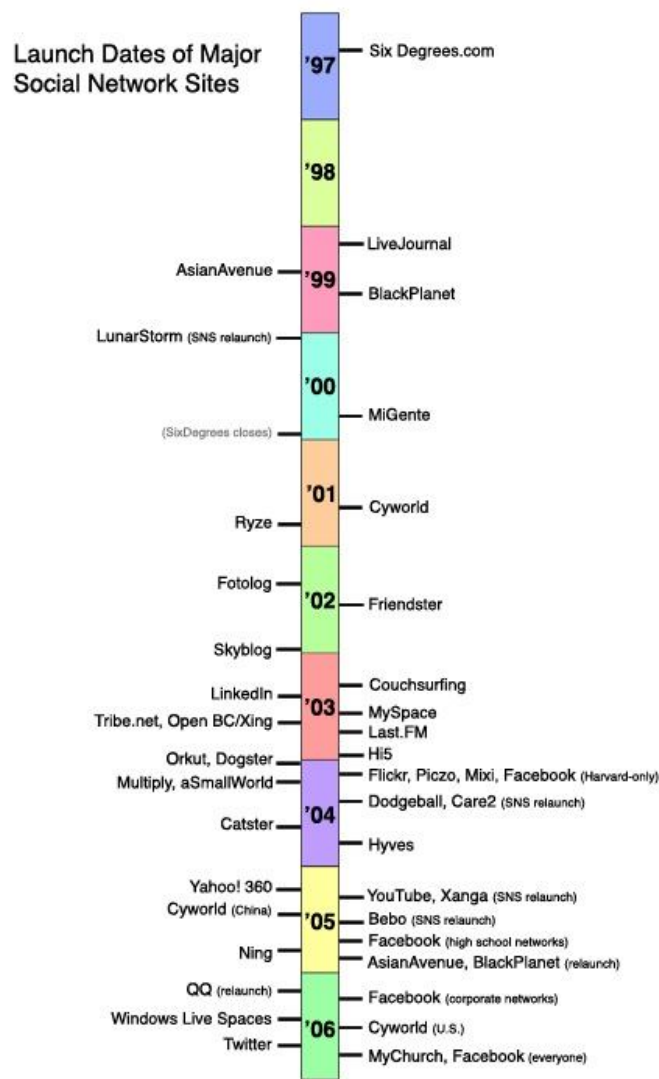 Launch Dates of Major
Social Network Sites
'97
Six Degrees.com
'98
'99
LiveJournal
AsianAvenue
BlackPlanet
LunarStorm (SNS relaunch)
'00
MiGente
(SixDegrees closes)
'01
Cyworld
Ryze
'02
Fotolog
Friendster
Skyblog
'03
Couchsurfing
LinkedIn
MySpace
Tribe.net, Open BC/Xing
Last.FM
Hi5
Orkut, Dogster
'04
Flickr, Piczo, Mixi, Facebook (Harvard-only)
Multiply, aSmallWorld
Dodgeball, Care2 (SNS relaunch)
Catster
Hyves
'05
Yahoo! 360
YouTube, Xanga (SNS relaunch)
Cyworld (China)
Bebo (SNS relaunch)
Facebook (high school networks)
Ning
AsianAvenue, BlackPlanet (relaunch)
'06
QQ (relaunch)
Facebook (corporate networks)
Windows Live Spaces
Cyworld (U.S.)
Twitter
MyChurch, Facebook (everyone)